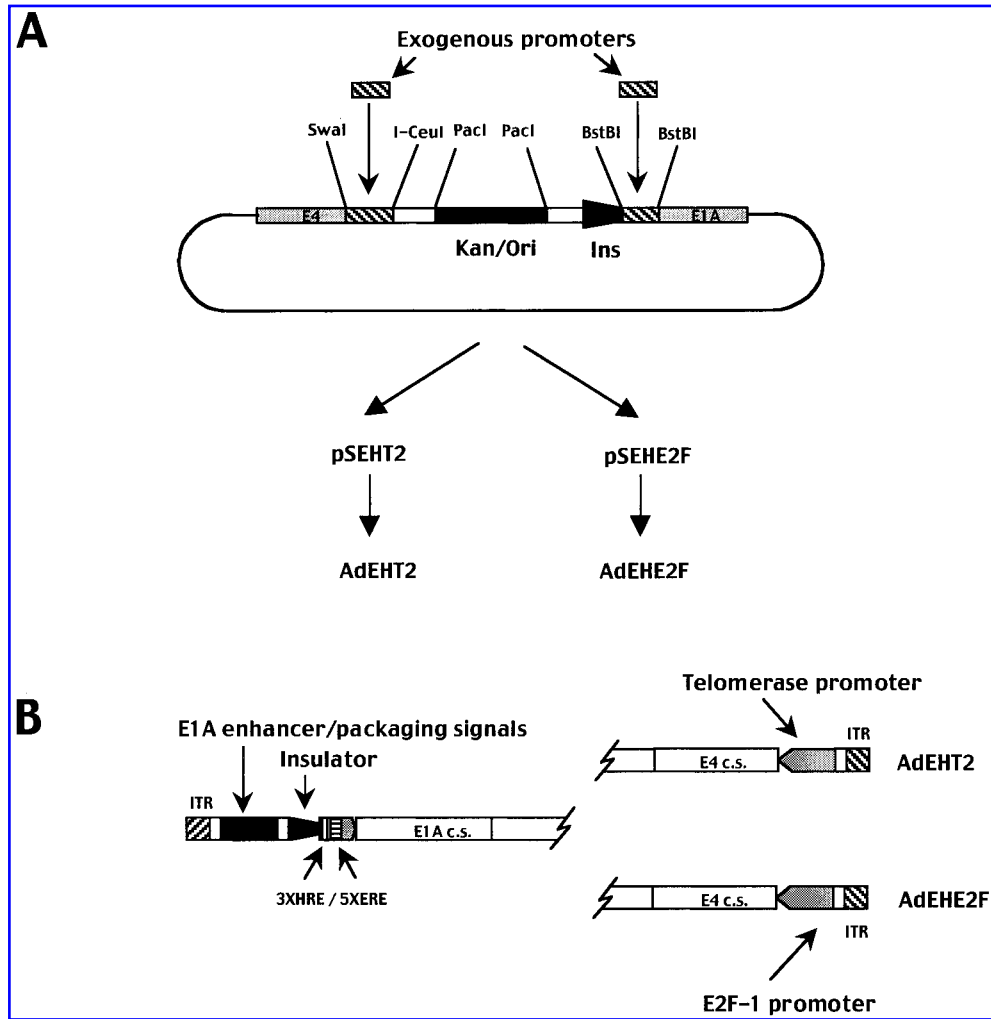 A
Exogenous promoters
SwaI I-CeuI PacI PacI BstBI BstBI
E4 E1A
Kan/Ori Ins
pSEHT2 pSEHE2F
AdEHT2 AdEHE2F
B
Telomerase promoter
E1A enhancer/packaging signals
Insulator
ITR
E4 c.s. AdEHT2
ITR
E1A c.s.
3XHRE / 5XERE
E4 c.s. AdEHE2F
ITR
E2F-1 promoter